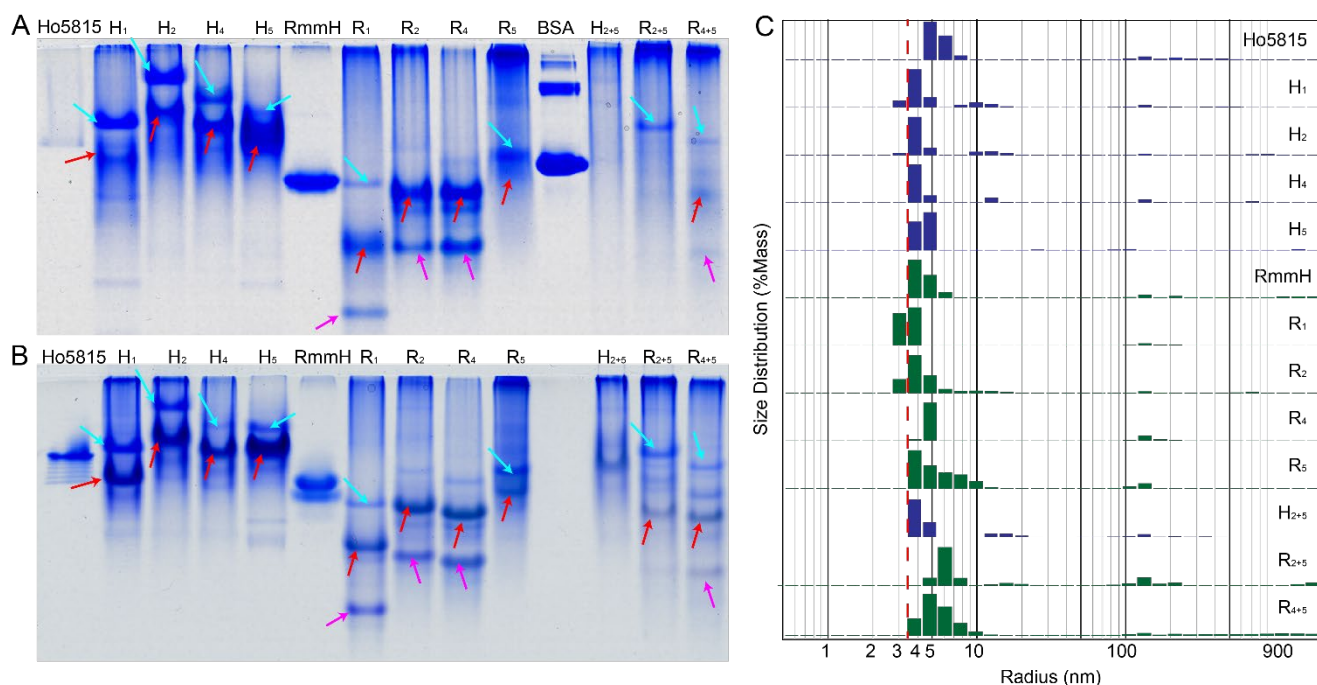 A
Ho5815 H₁ H₂ H₄ H₅ RmmH R₁ R₂ R₄ R₅ BSA H₂₊₅ R₂₊₅ R₄₊₅
B
Ho5815 H₁ H₂ H₄ H₅ RmmH R₁ R₂ R₄ R₅ H₂₊₅ R₂₊₅ R₄₊₅
C
Size Distribution (%Mass)
Ho5815
H₁
H₂
H₄
H₅
RmmH
R₁
R₂
R₄
R₅
H₂₊₅
R₂₊₅
R₄₊₅
1 2 3 4 5 10 100 900
Radius (nm)